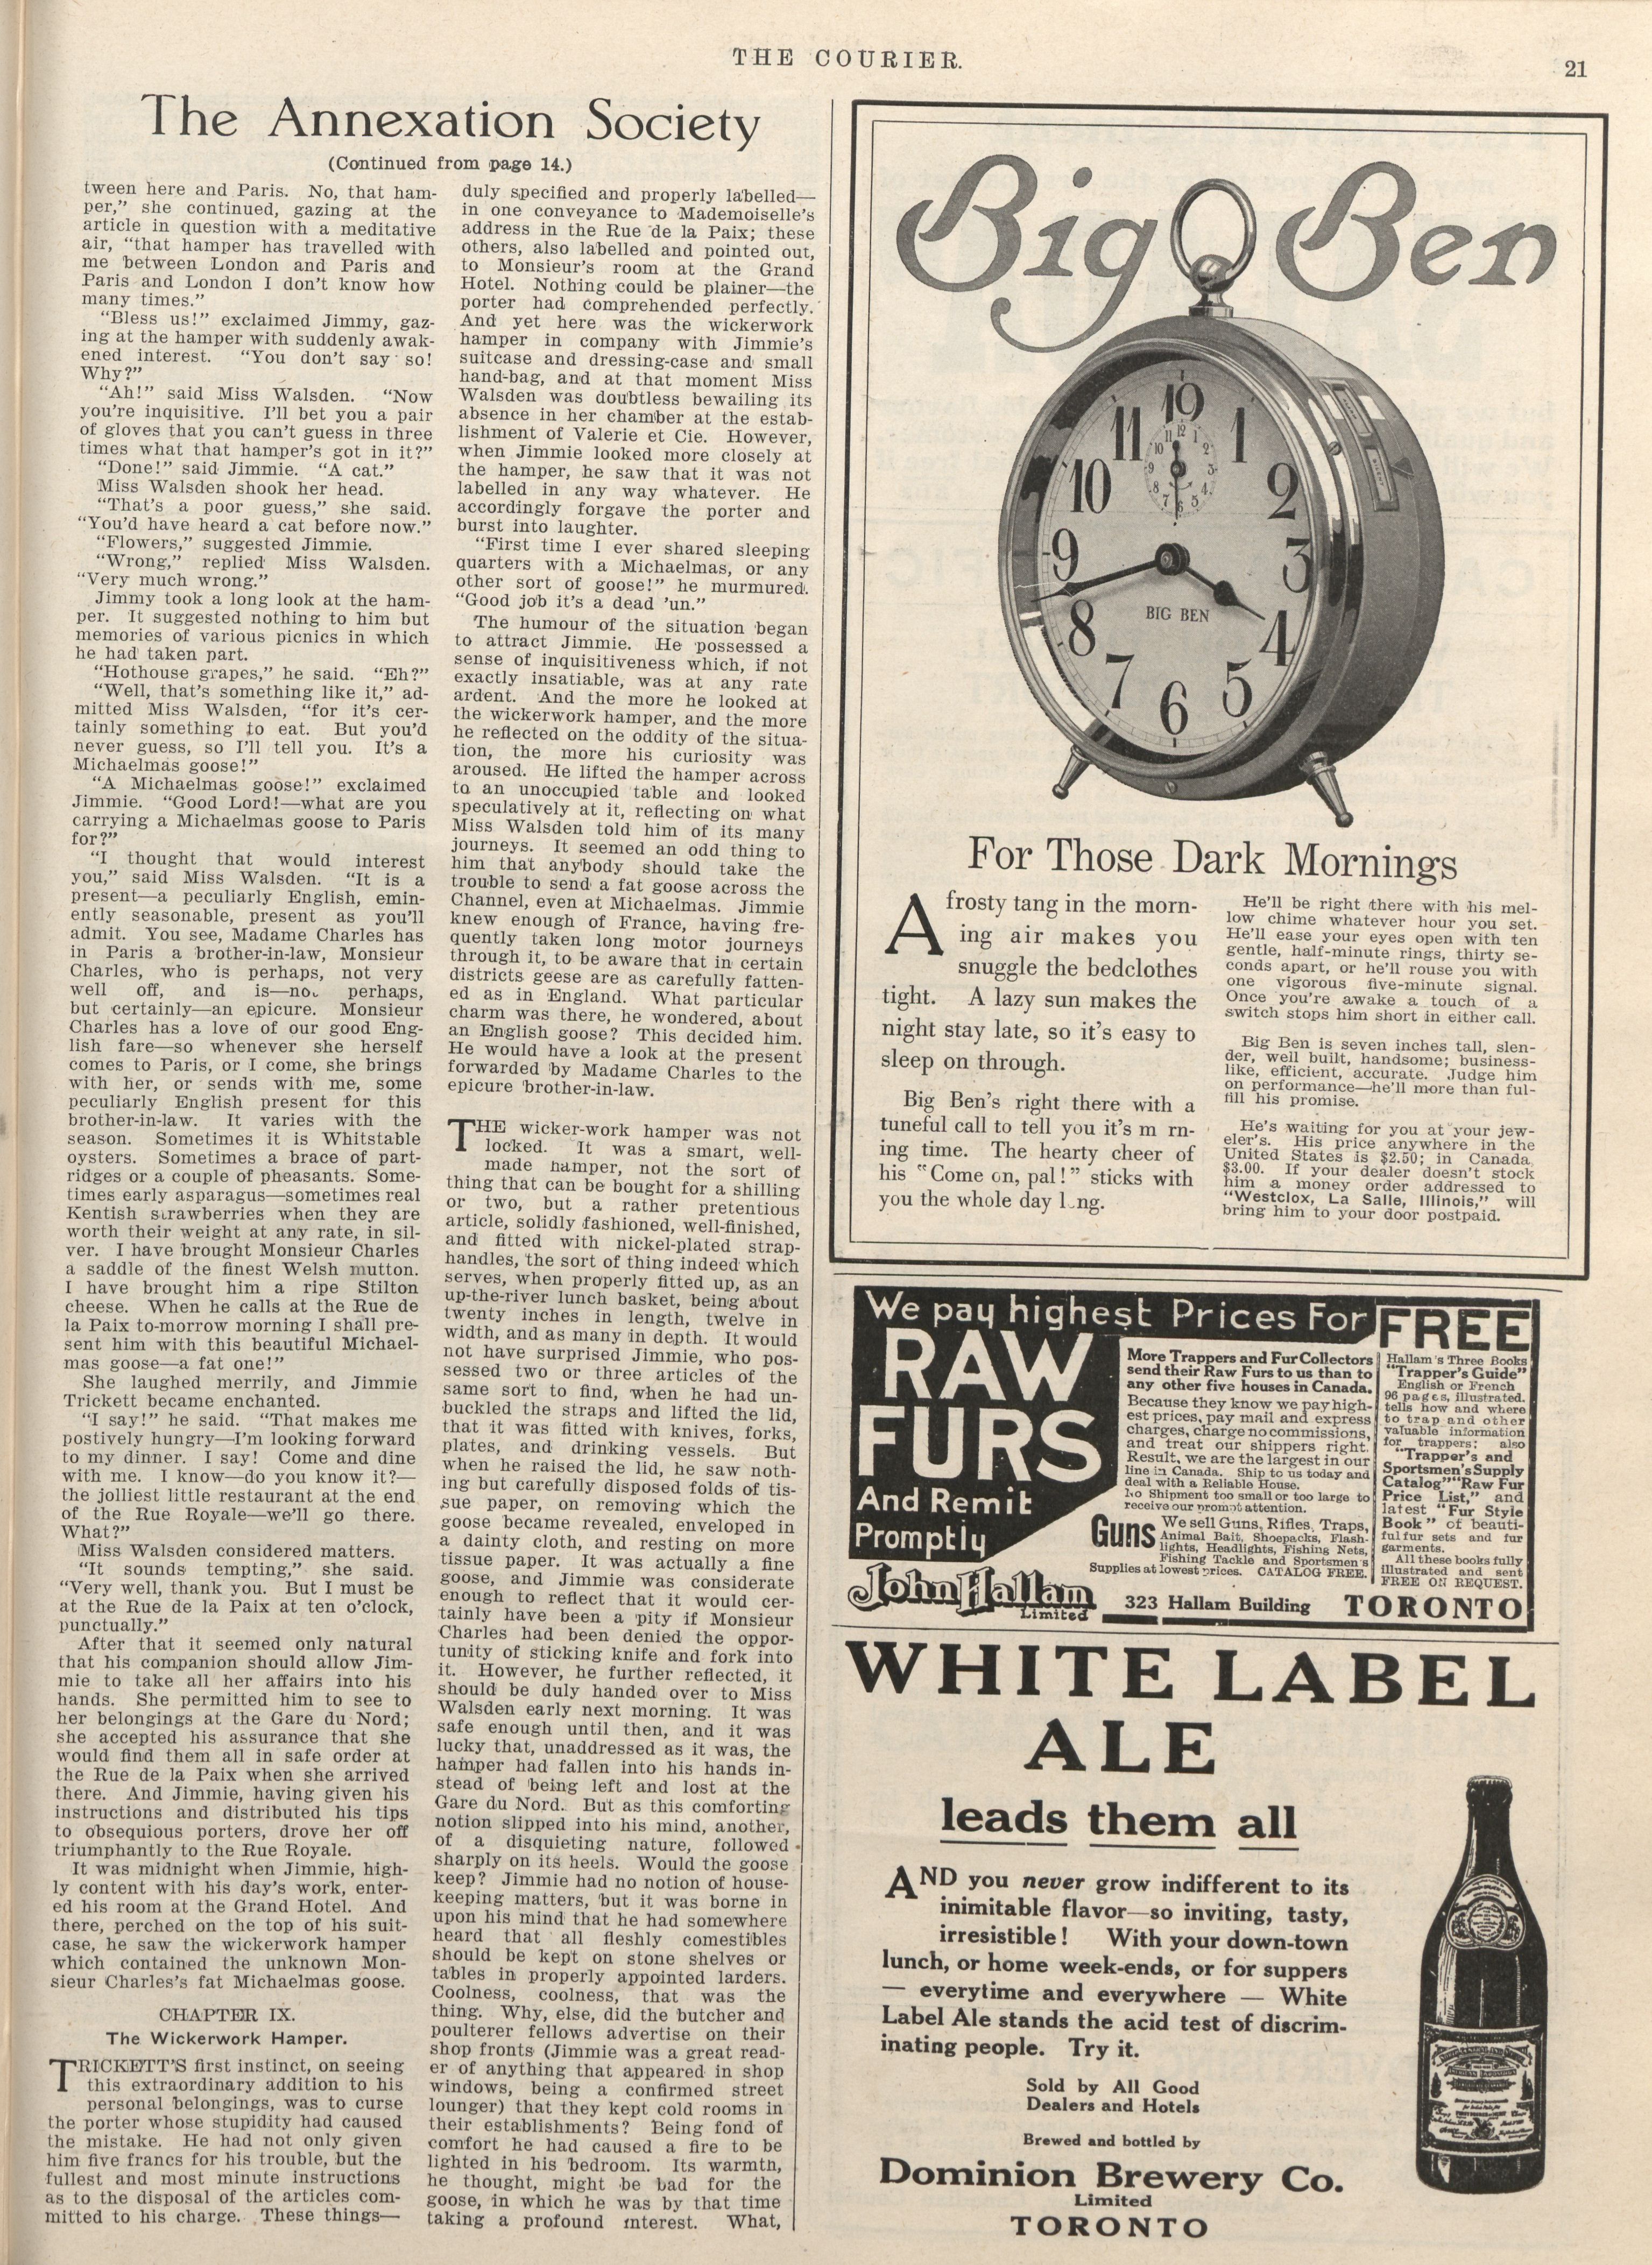 THE COURIER.
21
The Annexation Society
(Continued from page 14.)
tween here and Paris. No, that ham-
per," she continued, gazing at the
article in question with a meditative
air, "that hamper has travelled with
me between London and Paris and
Paris and London I don't know how
many times."
"Bless us!" exclaimed Jimmy, gaz-
ing at the hamper with suddenly awak-
ened interest. "You don't say so!
Why?"
"Ah!" said Miss Walsden. "Now
you're inquisitive. I'll bet you a pair
of gloves that you can't guess in three
times what that hamper's got in it?"
"Done!" said Jimmie. "A cat."
Miss Walsden shook her head.
"That's a poor guess," she said.
"You'd have heard a cat before now."
"Flowers," suggested Jimmie.
"Wrong," replied Miss Walsden.
"Very much wrong."
Jimmy took a long look at the ham-
per. It suggested nothing to him but
memories of various picnics in which
he had taken part.
"Hothouse grapes," he said. "Eh?"
"Well, that's something like it," ad-
mitted Miss Walsden, "for it's cer-
tainly something to eat. But you'd
never guess, so I'll tell you. It's a
Michaelmas goose!"
"A Michaelmas goose!" exclaimed
Jimmie. "Good Lord!—what are you
carrying a Michaelmas goose to Paris
for?"
"I thought that would interest
you," said Miss Walsden. "It is a
present—a peculiarly English, emin-
ently seasonable, present as you'll
admit. You see, Madame Charles has
in Paris a brother-in-law, Monsieur
Charles, who is perhaps, not very
well off, and is—no, perhaps,
but certainly—an epicure. Monsieur
Charles has a love of our good Eng-
lish fare—so whenever she herself
comes to Paris, or I come, she brings
with her, or sends with me, some
peculiarly English present for this
brother-in-law. It varies with the
season. Sometimes it is Whitstable
oysters. Sometimes a brace of part-
ridges or a couple of pheasants. Some-
times early asparagus—sometimes real
Kentish strawberries when they are
worth their weight at any rate, in sil-
ver. I have brought Monsieur Charles
a saddle of the finest Welsh mutton.
I have brought him a ripe Stilton
cheese. When he calls at the Rue de
la Paix to-morrow morning I shall pre-
sent him with this beautiful Michael-
mas goose—a fat one!"
She laughed merrily, and Jimmie
Trickett became enchanted.
"I say!" he said. "That makes me
postively hungry—I'm looking forward
to my dinner. I say! Come and dine
with me. I know—do you know it?—
the jolliest little restaurant at the end
of the Rue Royale—we'll go there.
What?"
Miss Walsden considered matters.
"It sounds tempting," she said.
"Very well, thank you. But I must be
at the Rue de la Paix at ten o'clock,
punctually."
After that it seemed only natural
that his companion should allow Jim-
mie to take all her affairs into his
hands. She permitted him to see to
her belongings at the Gare du Nord;
she accepted his assurance that she
would find them all in safe order at
the Rue de la Paix when she arrived
there. And Jimmie, having given his
instructions and distributed his tips
to obsequious porters, drove her off
triumphantly to the Rue Royale.
It was midnight when Jimmie, high-
ly content with his day's work, enter-
ed his room at the Grand Hotel. And
there, perched on the top of his suit-
case, he saw the wickerwork hamper
which contained the unknown Mon-
sieur Charles's fat Michaelmas goose.
CHAPTER IX.
The Wickerwork Hamper.
TRICKETT'S first instinct, on seeing
this extraordinary addition to his
personal belongings, was to curse
the porter whose stupidity had caused
the mistake. He had not only given
him five francs for his trouble, but the
fullest and most minute instructions
as to the disposal of the articles com-
mitted to his charge. These things—
duly specified and properly labelled—
in one conveyance to Mademoiselle's
address in the Rue de la Paix; these
others, also labelled and pointed out,
to Monsieur's room at the Grand
Hotel. Nothing could be plainer—the
porter had comprehended perfectly.
And yet here was the wickerwork
hamper in company with Jimmie's
suitcase and dressing-case and small
hand-bag, and at that moment Miss
Walsden was doubtless bewailing its
absence in her chamber at the estab-
lishment of Valerie et Cie. However,
when Jimmie looked more closely at
the hamper, he saw that it was not
labelled in any way whatever. He
accordingly forgave the porter and
burst into laughter.
"First time I ever shared sleeping
quarters with a Michaelmas, or any
other sort of goose!" he murmured.
"Good job it's a dead 'un."
The humour of the situation began
to attract Jimmie. He possessed a
sense of inquisitiveness which, if not
exactly insatiable, was at any rate
ardent. And the more he looked at
the wickerwork hamper, and the more
he reflected on the oddity of the situa-
tion, the more his curiosity was
aroused. He lifted the hamper across
to an unoccupied table and looked
speculatively at it, reflecting on what
Miss Walsden told him of its many
journeys. It seemed an odd thing to
him that anybody should take the
trouble to send a fat goose across the
Channel, even at Michaelmas. Jimmie
knew enough of France, having fre-
quently taken long motor journeys
through it, to be aware that in certain
districts geese are as carefully fatten-
ed as in England. What particular
charm was there, he wondered, about
an English goose? This decided him.
He would have a look at the present
forwarded by Madame Charles to the
epicure brother-in-law.
THE wicker-work hamper was not
locked. It was a smart, well-
made hamper, not the sort of
thing that can be bought for a shilling
or two, but a rather pretentious
article, solidly fashioned, well-finished,
and fitted with nickel-plated strap-
handles, the sort of thing indeed which
serves, when properly fitted up, as an
up-the-river lunch basket, being about
twenty inches in length, twelve in
width, and as many in depth. It would
not have surprised Jimmie, who pos-
sessed two or three articles of the
same sort to find, when he had un-
buckled the straps and lifted the lid,
that it was fitted with knives, forks,
plates, and drinking vessels. But
when he raised the lid, he saw noth-
ing but carefully disposed folds of tis-
sue paper, on removing which the
goose became revealed, enveloped in
a dainty cloth, and resting on more
tissue paper. It was actually a fine
goose, and Jimmie was considerate
enough to reflect that it would cer-
tainly have been a pity if Monsieur
Charles had been denied the oppor-
tunity of sticking knife and fork into
it. However, he further reflected, it
should be duly handed over to Miss
Walsden early next morning. It was
safe enough until then, and it was
lucky that, unaddressed as it was, the
hamper had fallen into his hands in-
stead of being left and lost at the
Gare du Nord. But as this comforting
notion slipped into his mind, another,
of a disquieting nature, followed
sharply on its heels. Would the goose
keep? Jimmie had no notion of house-
keeping matters, but it was borne in
upon his mind that he had somewhere
heard that all fleshly comestibles
should be kept on stone shelves or
tables in properly appointed larders.
Coolness, coolness, that was the
thing. Why, else, did the butcher and
poulterer fellows advertise on their
shop fronts (Jimmie was a great read-
er of anything that appeared in shop
windows, being a confirmed street
lounger) that they kept cold rooms in
their establishments? Being fond of
comfort he had caused a fire to be
lighted in his bedroom. Its warmth,
he thought, might be bad for the
goose, in which he was by that time
taking a profound interest. What,
Big Ben
BIG BEN
For Those Dark Mornings
A frosty tang in the morn-
ing air makes you
snuggle the bedclothes
tight. A lazy sun makes the
night stay late, so it's easy to
sleep on through.
Big Ben's right there with a
tuneful call to tell you it's m rn-
ing time. The hearty cheer of
his "Come on, pal!" sticks with
you the whole day l ng.
He'll be right there with his mel-
low chime whatever hour you set.
He'll ease your eyes open with ten
gentle, half-minute rings, thirty se-
conds apart, or he'll rouse you with
one vigorous five-minute signal.
Once you're awake a touch of a
switch stops him short in either call.
Big Ben is seven inches tall, slen-
der, well built, handsome; business-
like, efficient, accurate. Judge him
on performance—he'll more than ful-
fill his promise.
He's waiting for you at your jew-
eler's. His price anywhere in the
United States is $2.50; in Canada,
$3.00. If your dealer doesn't stock
him a money order addressed to
"Westclox, La Salle, Illinois," will
bring him to your door postpaid.
We pay highest Prices For
RAW
FURS
And Remit
Promptly
More Trappers and Fur Collectors
send their Raw Furs to us than to
any other five houses in Canada.
Because they know we pay high-
est prices, pay mail and express
charges, charge no commissions,
and treat our shippers right.
Result, we are the largest in our
line in Canada. Ship to us today and
deal with a Reliable House.
No Shipment too small or too large to
receive our prompt attention.
Guns We sell Guns, Rifles, Traps,
Animal Bait, Shoepacks, Flash-
lights, Headlights, Fishing Nets,
Fishing Tackle and Sportsmen's
Supplies at lowest prices. CATALOG FREE.
FREE
Hallam's Three Books
"Trapper's Guide"
English or French
96 pages, illustrated.
tells how and where
to trap and other
valuable information
for trappers; also
"Trapper's and
Sportsmen's Supply
Catalog" "Raw Fur
Price List," and
latest "Fur Style
Book" of beauti-
ful fur sets and fur
garments.
All these books fully
illustrated and sent
FREE ON REQUEST.
John Hallam
Limited
323 Hallam Building TORONTO
WHITE LABEL
ALE
leads them all
AND you never grow indifferent to its
inimitable flavor—so inviting, tasty,
irresistible! With your down-town
lunch, or home week-ends, or for suppers
— everytime and everywhere — White
Label Ale stands the acid test of discrim-
inating people. Try it.
Sold by All Good
Dealers and Hotels
Brewed and bottled by
Dominion Brewery Co.
Limited
TORONTO